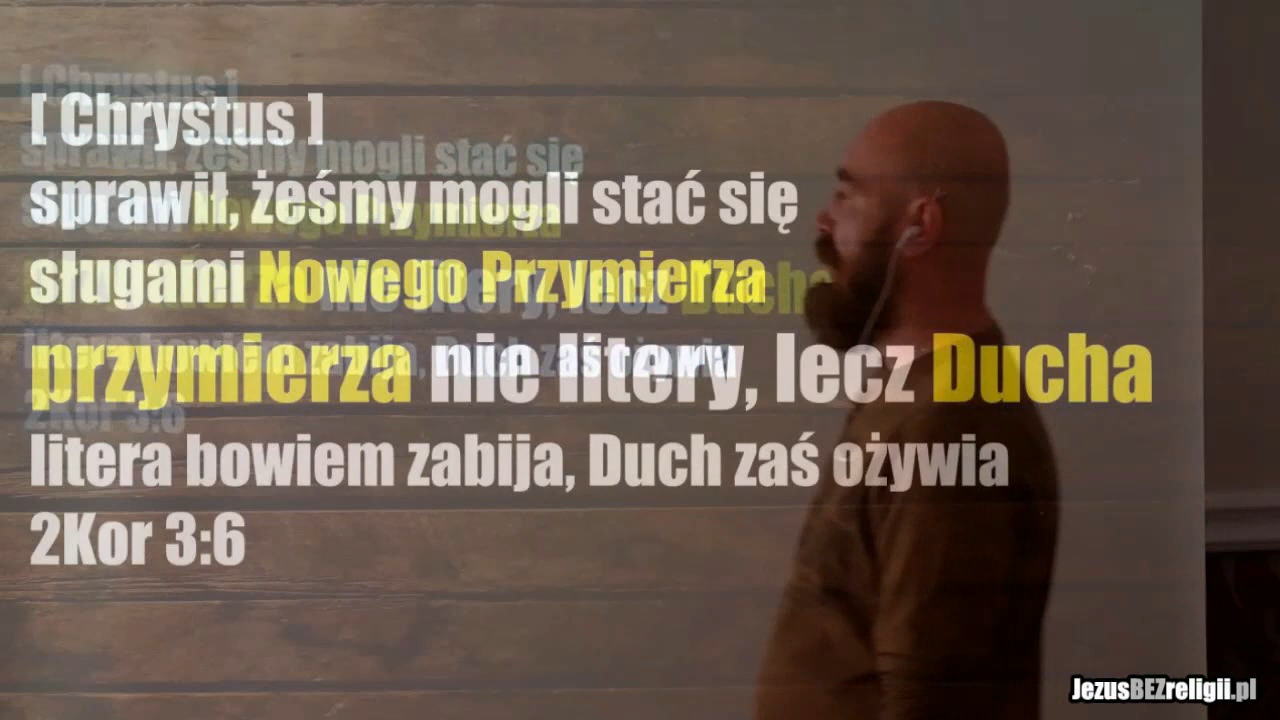 [ Chrystus ]
sprawił, żeśmy mogli stać się
sługami Nowego Przymierza
przymierza nie litery, lecz Ducha
litera bowiem zabija, Duch zaś ożywia
2Kor 3:6
JezusBEZreligii.pl